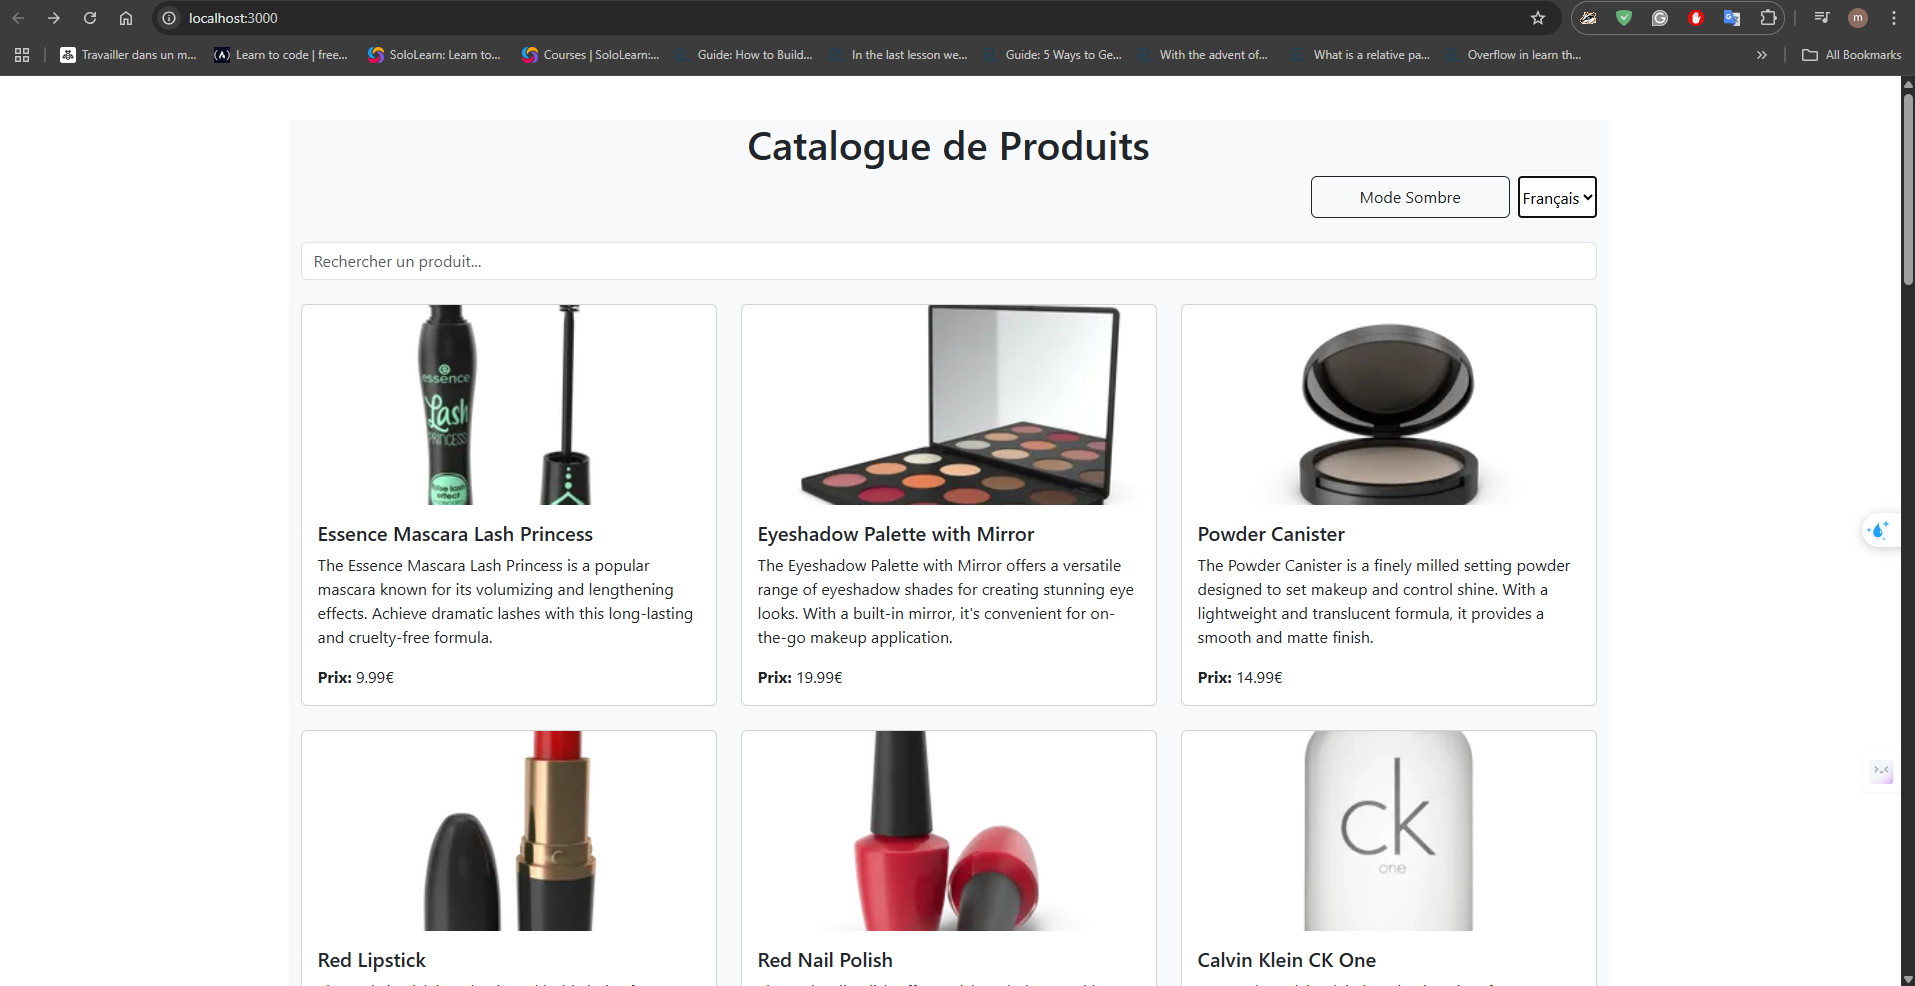 localhost:3000
m
Travailler dans un m...
Learn to code | free...
SoloLearn: Learn to...
Courses | SoloLearn:...
Guide: How to Build...
In the last lesson we...
Guide: 5 Ways to Ge...
With the advent of...
What is a relative pa...
Overflow in learn th...
All Bookmarks
Catalogue de Produits
Mode Sombre
Français
Rechercher un produit...
essence
Lash
PRINCESS
false lash
effect
Essence Mascara Lash Princess
The Essence Mascara Lash Princess is a popular
mascara known for its volumizing and lengthening
effects. Achieve dramatic lashes with this long-lasting
and cruelty-free formula.
Prix: 9.99€
Eyeshadow Palette with Mirror
The Eyeshadow Palette with Mirror offers a versatile
range of eyeshadow shades for creating stunning eye
looks. With a built-in mirror, it's convenient for on-
the-go makeup application.
Prix: 19.99€
Powder Canister
The Powder Canister is a finely milled setting powder
designed to set makeup and control shine. With a
lightweight and translucent formula, it provides a
smooth and matte finish.
Prix: 14.99€
ck
one
Red Lipstick
Red Nail Polish
Calvin Klein CK One